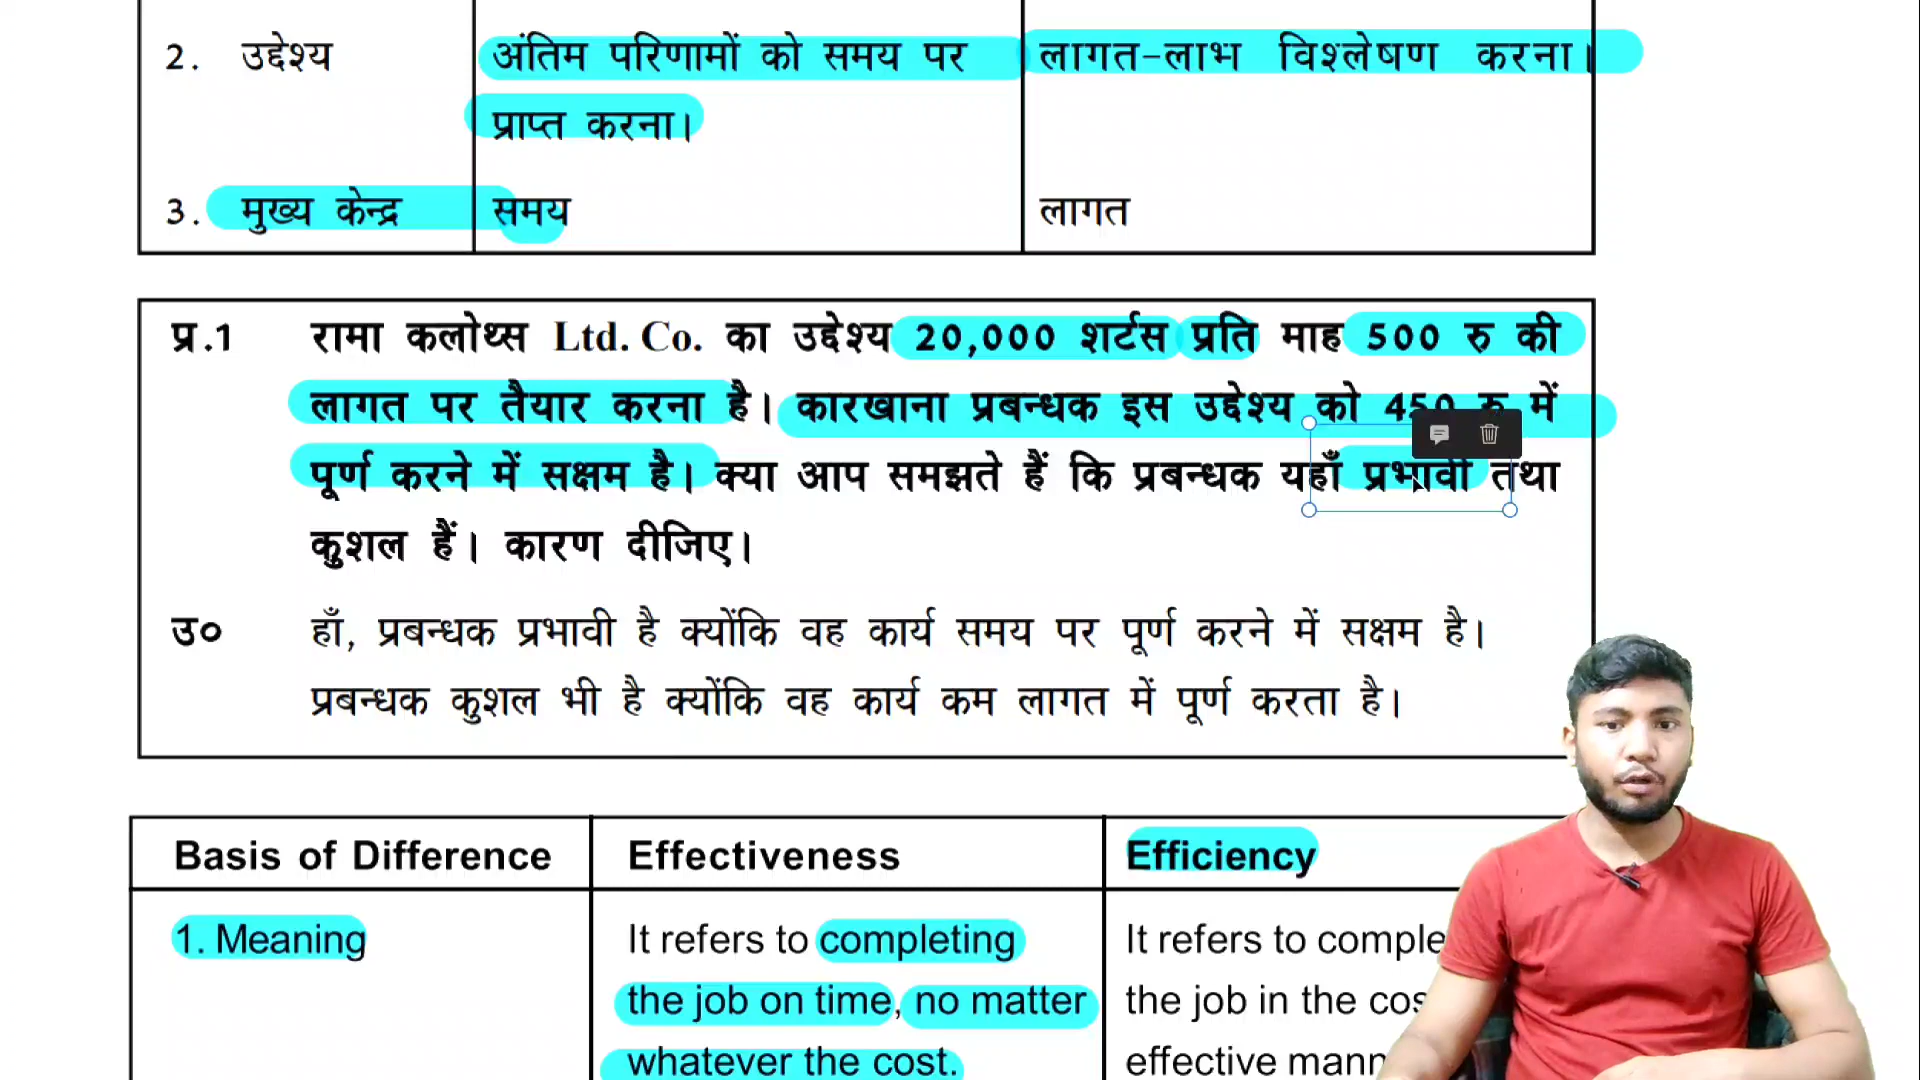 2. उद्देश्य अंतिम परिणामों को समय पर लागत-लाभ विश्लेषण करना।
प्राप्त करना।
3. मुख्य केन्द्र समय लागत
प्र.1 रामा कलोथ्स Ltd. Co. का उद्देश्य 20,000 शर्टस प्रति माह 500 रु की
लागत पर तैयार करना है। कारखाना प्रबन्धक इस उद्देश्य को 450 रु में
पूर्ण करने में सक्षम है। क्या आप समझते हैं कि प्रबन्धक यहाँ प्रभावी तथा
कुशल हैं। कारण दीजिए।
उ० हाँ, प्रबन्धक प्रभावी है क्योंकि वह कार्य समय पर पूर्ण करने में सक्षम है।
प्रबन्धक कुशल भी है क्योंकि वह कार्य कम लागत में पूर्ण करता है।
Basis of Difference Effectiveness Efficiency
1. Meaning It refers to completing It refers to comple
the job on time, no matter the job in the cos
whatever the cost. effective mann